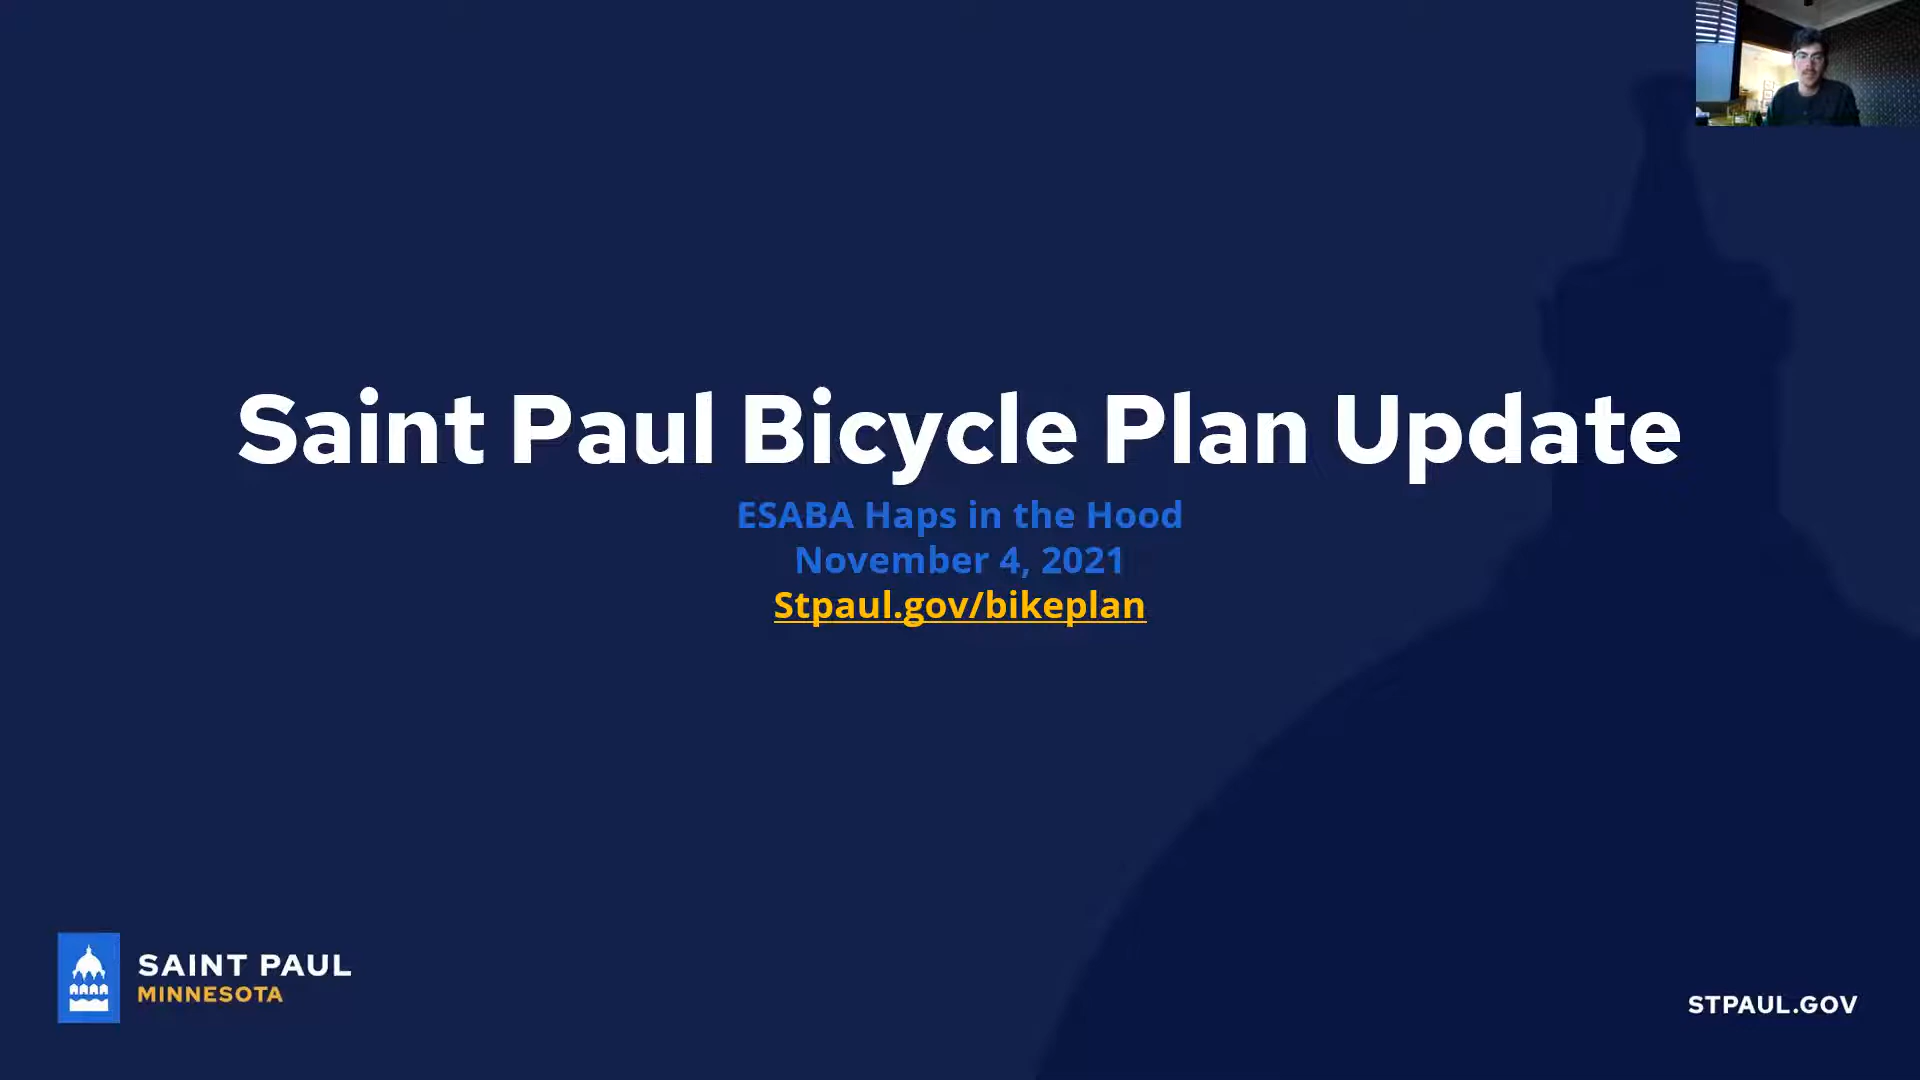 Saint Paul Bicycle Plan Update
ESABA Haps in the Hood
November 4, 2021
Stpaul.gov/bikeplan
SAINT PAUL
MINNESOTA
STPAUL.GOV